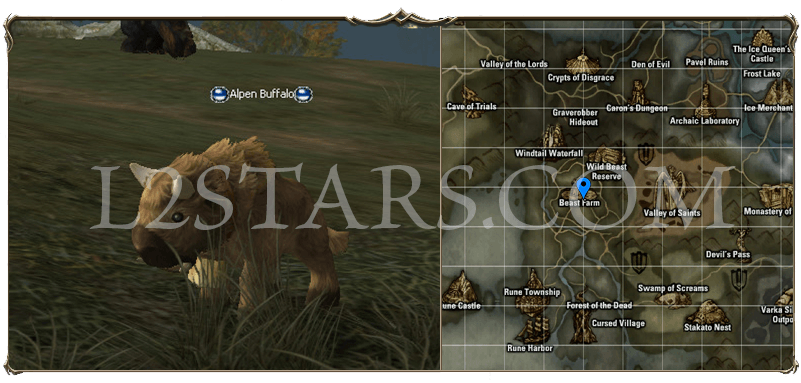 Alpen Buffalo
L2STARS.COM
Valley of the Lords
Den of Evil
Pavel Ruins
The Ice Queen's
Castle
Frost Lake
Crypts of Disgrace
Cave of Trials
Caron's Dungeon
Ice Merchant
Graverobber
Hideout
Archaic Laboratory
Windtail Waterfall
Wild Beast
Reserve
Beast Farm
Valley of Saints
Monastery of
Devil's Pass
Rune Township
Swamp of Screams
une Castle
Forest of the Dead
Varka Si
Outpo
Cursed Village
Stakato Nest
Rune Harbor